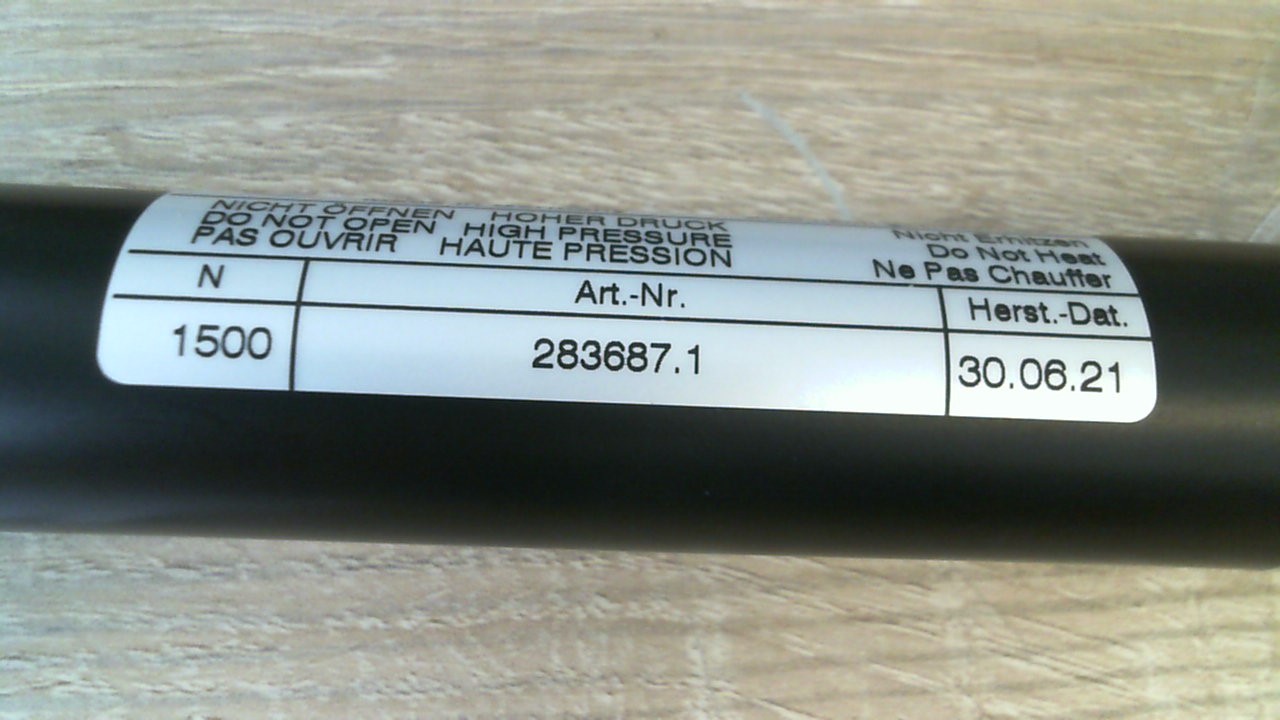 NICHT ÖFFNEN HOHER DRUCK Nicht Erhitzen
DO NOT OPEN HIGH PRESSURE Do Not Heat
PAS OUVRIR HAUTE PRESSION Ne Pas Chauffer
N Art.-Nr. Herst.-Dat.
1500 283687.1 30.06.21